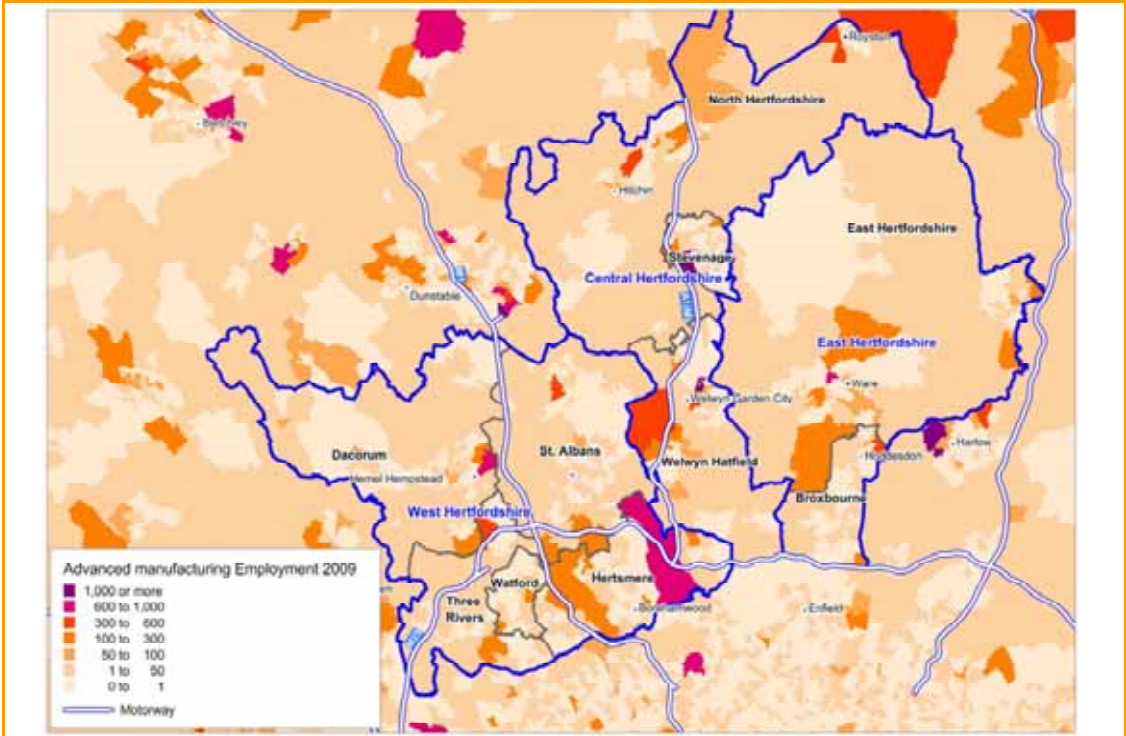 Royston
North Hertfordshire
Bletchley
Hitchin
East Hertfordshire
Stevenage
Central Hertfordshire
Dunstable
East Hertfordshire
Ware
Welwyn Garden City
Dacorum
St. Albans
Hoddesdon
Harlow
Welwyn Hatfield
Hemel Hempstead
Broxbourne
West Hertfordshire
Watford
Hertsmere
Three
Rivers
Borehamwood
Enfield
Advanced manufacturing Employment 2009
1,000 or more
600 to 1,000
300 to 600
100 to 300
50 to 100
1 to 50
0 to 1
Motorway